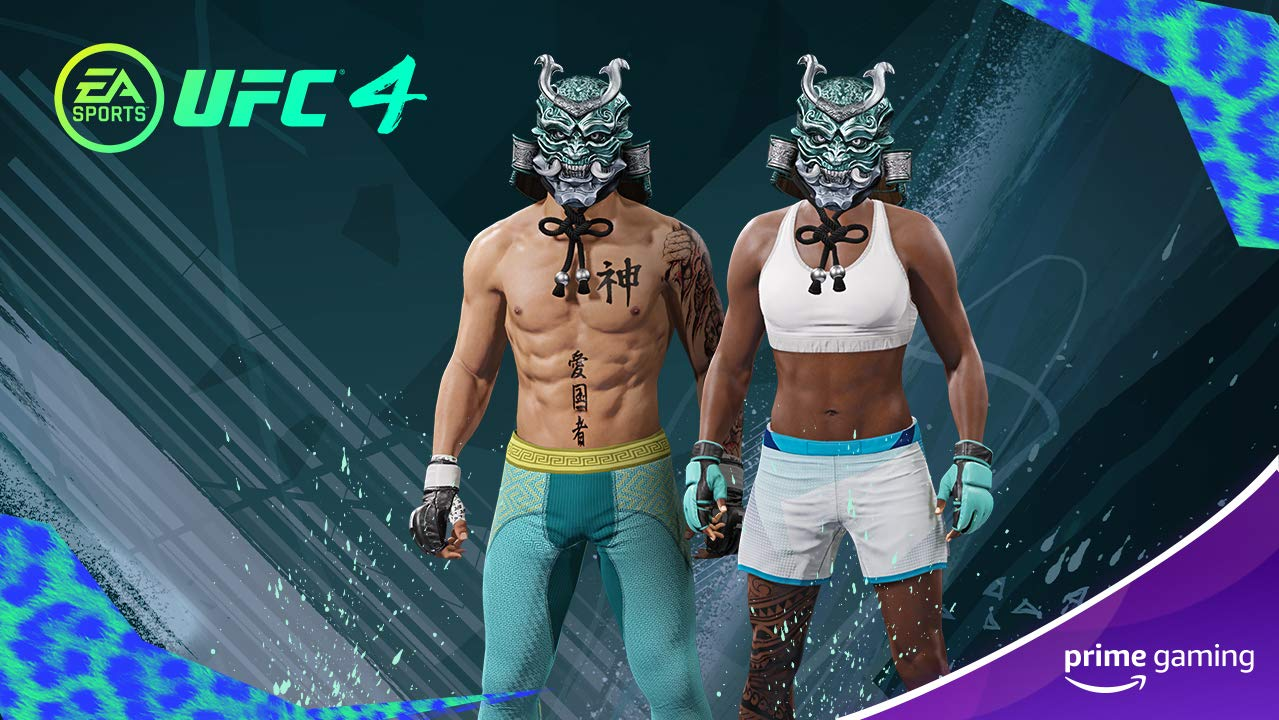 EA
SPORTS
UFC 4
神
愛
国
者
prime gaming